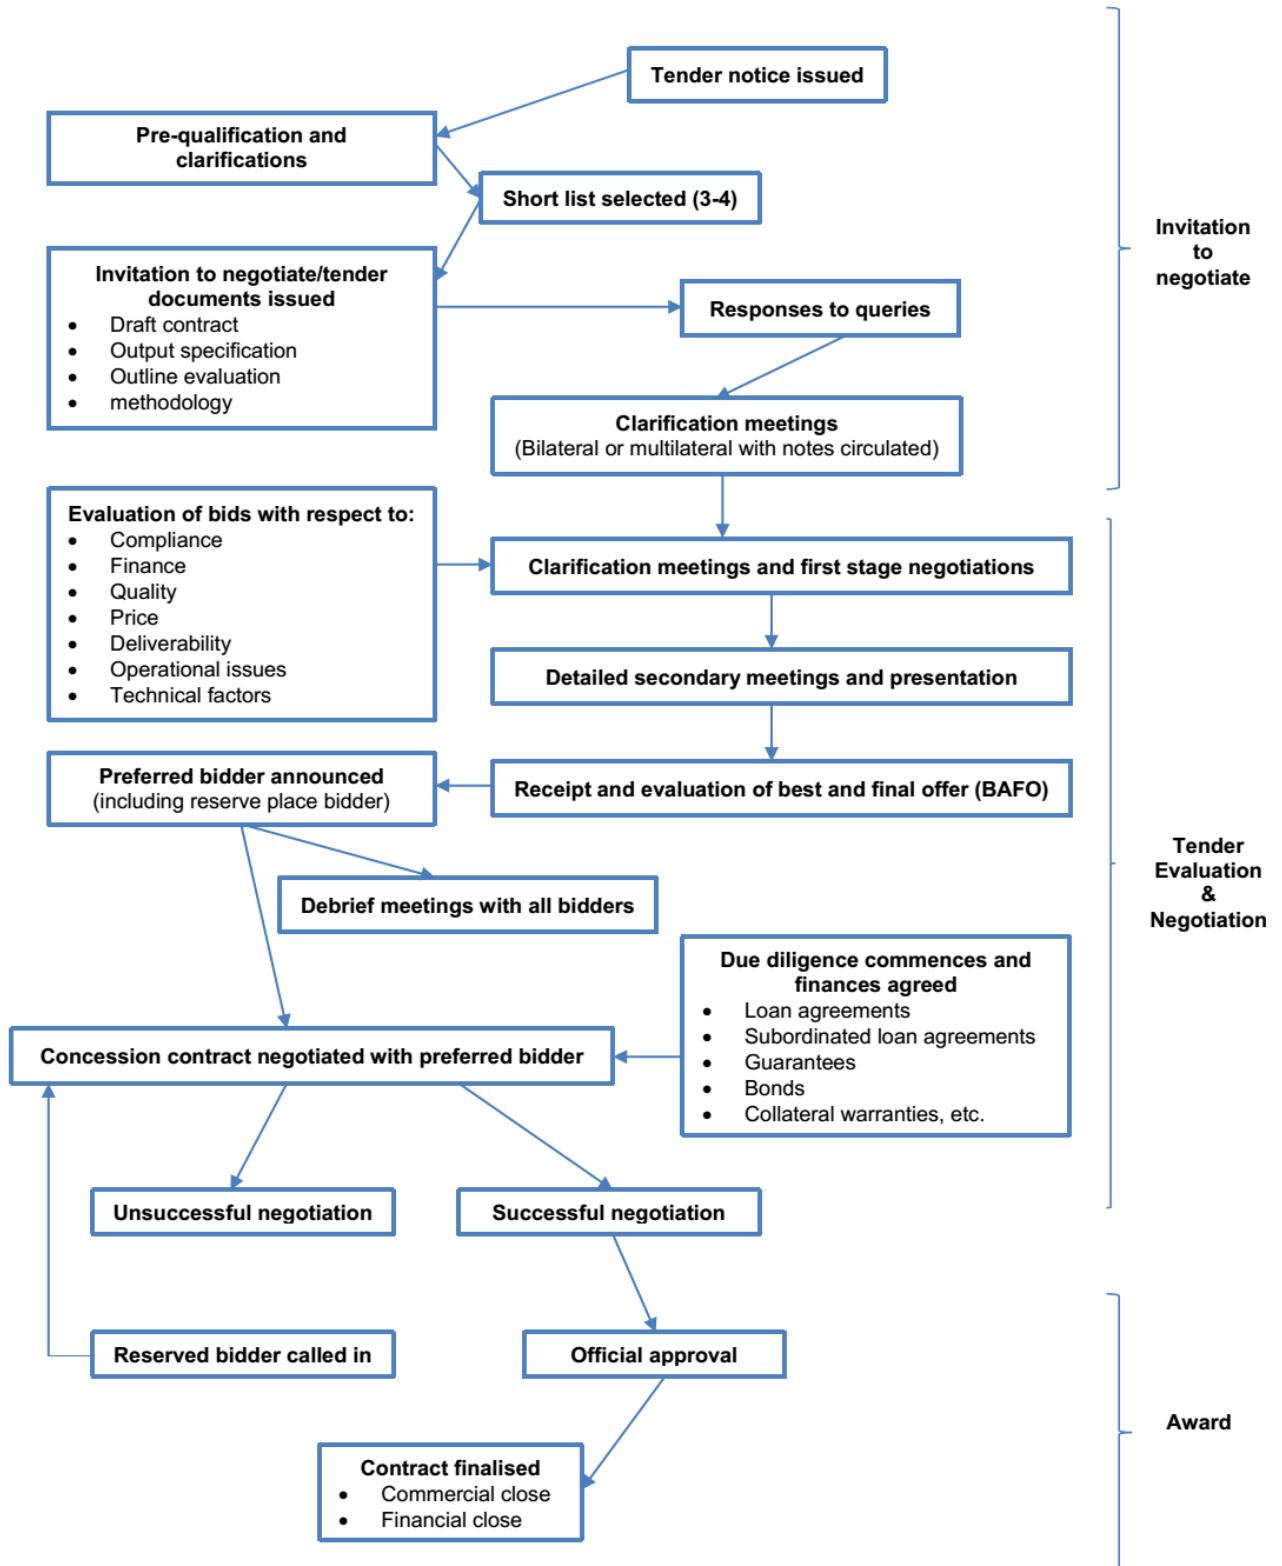 Tender notice issued
Pre-qualification and
clarifications
Short list selected (3-4)
Invitation
to
negotiate
Invitation to negotiate/tender
documents issued
• Draft contract
• Output specification
• Outline evaluation
• methodology
Responses to queries
Clarification meetings
(Bilateral or multilateral with notes circulated)
Evaluation of bids with respect to:
• Compliance
• Finance
• Quality
• Price
• Deliverability
• Operational issues
• Technical factors
Clarification meetings and first stage negotiations
Detailed secondary meetings and presentation
Receipt and evaluation of best and final offer (BAFO)
Preferred bidder announced
(including reserve place bidder)
Tender
Evaluation
&
Negotiation
Debrief meetings with all bidders
Due diligence commences and
finances agreed
• Loan agreements
• Subordinated loan agreements
• Guarantees
• Bonds
• Collateral warranties, etc.
Concession contract negotiated with preferred bidder
Unsuccessful negotiation
Successful negotiation
Reserved bidder called in
Official approval
Award
Contract finalised
• Commercial close
• Financial close